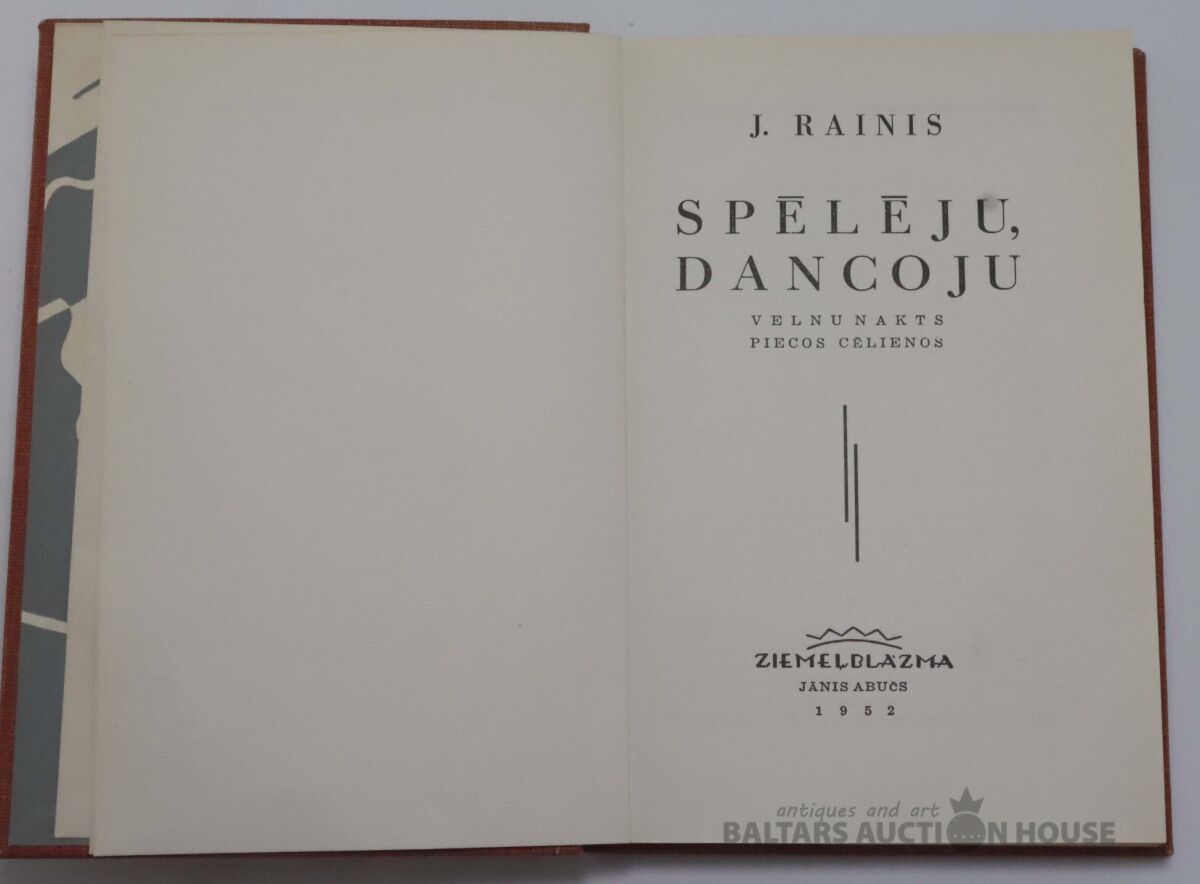 J. RAINIS
SPĒLĒJU,
DANCOJU
VELNU NAKTS
PIECOS CĒLIENOS
ZIEMEĻBLĀZMA
JĀNIS ABUČS
1952
antiques and art
BALTARS AUCTION HOUSE